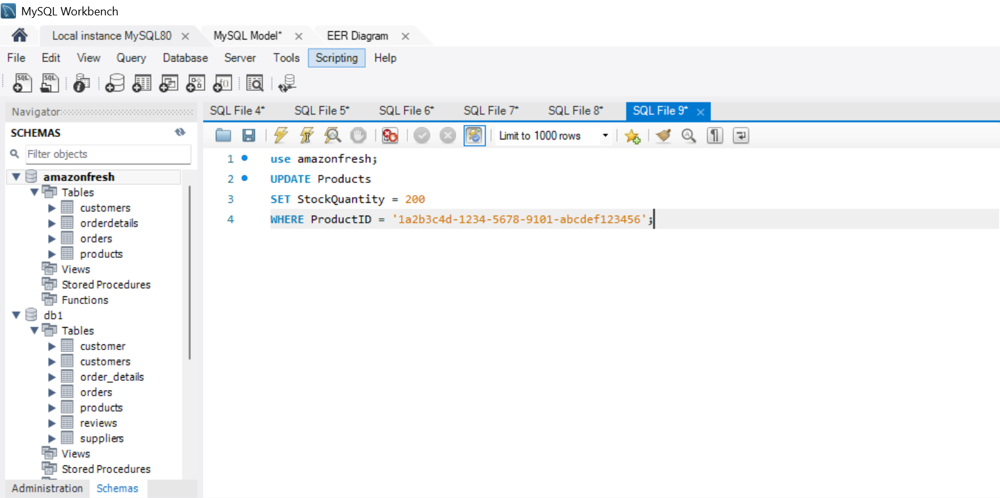 MySQL Workbench
Local instance MySQL80
MySQL Model*
EER Diagram
File Edit View Query Database Server Tools Scripting Help
SQL SQL
Navigator
SCHEMAS
Filter objects
amazonfresh
Tables
customers
orderdetails
orders
products
Views
Stored Procedures
Functions
db1
Tables
customer
customers
order_details
orders
products
reviews
suppliers
Views
Stored Procedures
Administration Schemas
SQL File 4* SQL File 5* SQL File 6* SQL File 7* SQL File 8* SQL File 9*
Limit to 1000 rows
1 use amazonfresh;
2 UPDATE Products
3 SET StockQuantity = 200
4 WHERE ProductID = '1a2b3c4d-1234-5678-9101-abcdef123456';